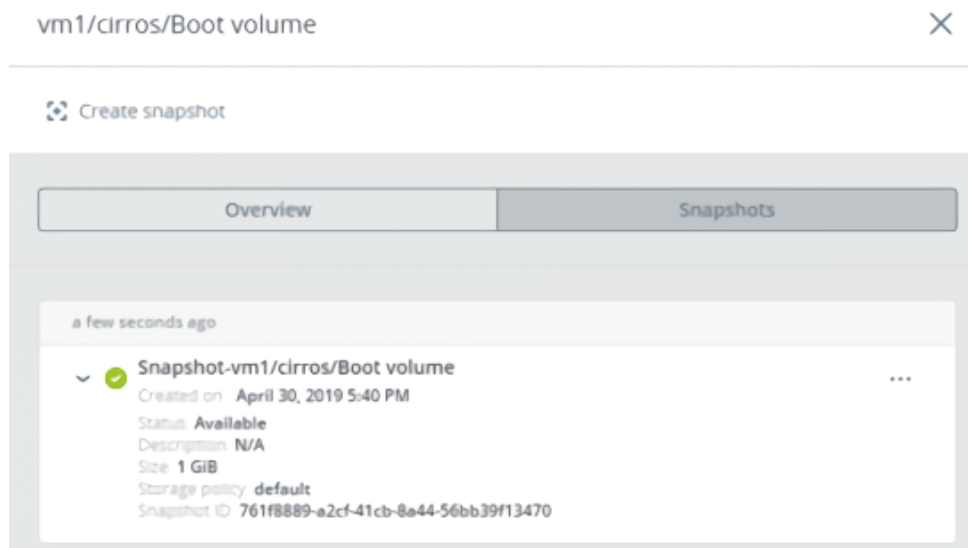 vm1/cirros/Boot volume
Create snapshot
Overview
Snapshots
a few seconds ago
Snapshot-vm1/cirros/Boot volume
Created on April 30, 2019 5:40 PM
Status Available
Description N/A
Size 1 GiB
Storage policy default
Snapshot ID 761f8889-a2cf-41cb-8a44-56bb39f13470